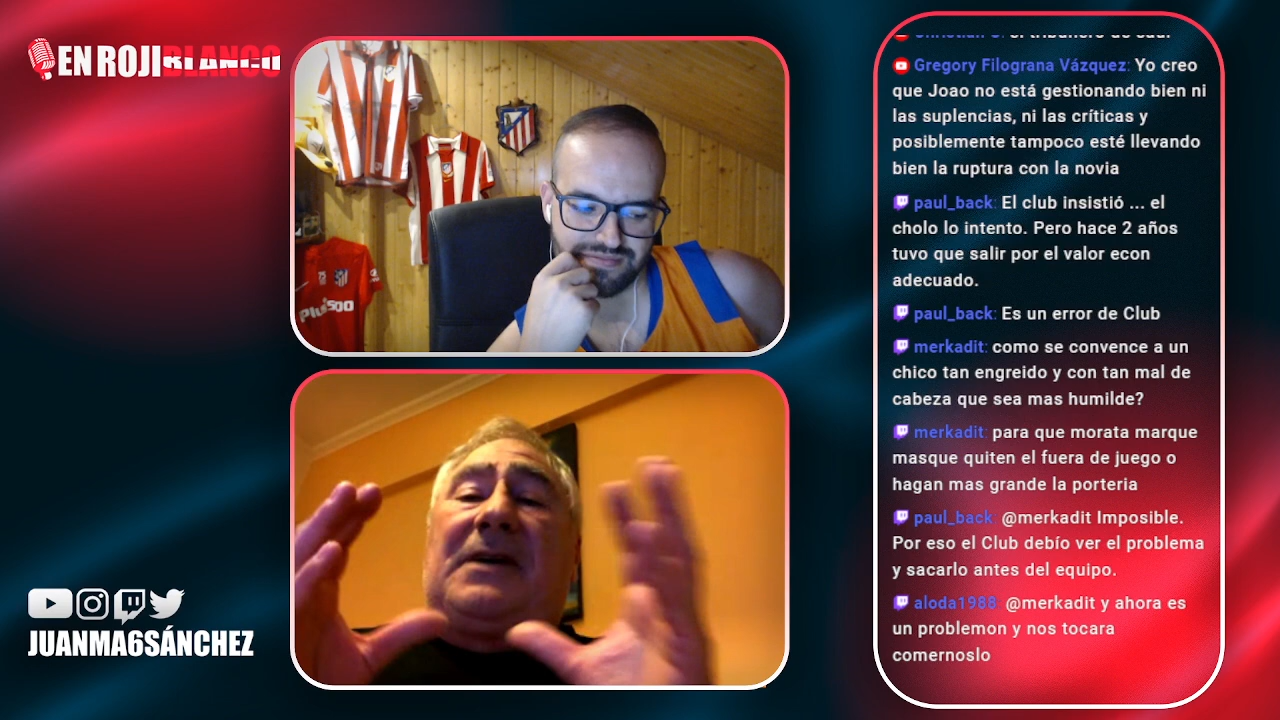 EN ROJIBLANCO
Plus500
JUANMA6SÁNCHEZ
Gregory Filograna Vázquez: Yo creo
que Joao no está gestionando bien ni
las suplencias, ni las críticas y
posiblemente tampoco esté llevando
bien la ruptura con la novia
paul_back: El club insistió ... el
cholo lo intento. Pero hace 2 años
tuvo que salir por el valor econ
adecuado.
paul_back: Es un error de Club
merkadit: como se convence a un
chico tan engreido y con tan mal de
cabeza que sea mas humilde?
merkadit: para que morata marque
masque quiten el fuera de juego o
hagan mas grande la porteria
paul_back: @merkadit Imposible.
Por eso el Club debío ver el problema
y sacarlo antes del equipo.
aloda1988: @merkadit y ahora es
un problemon y nos tocara
comernoslo